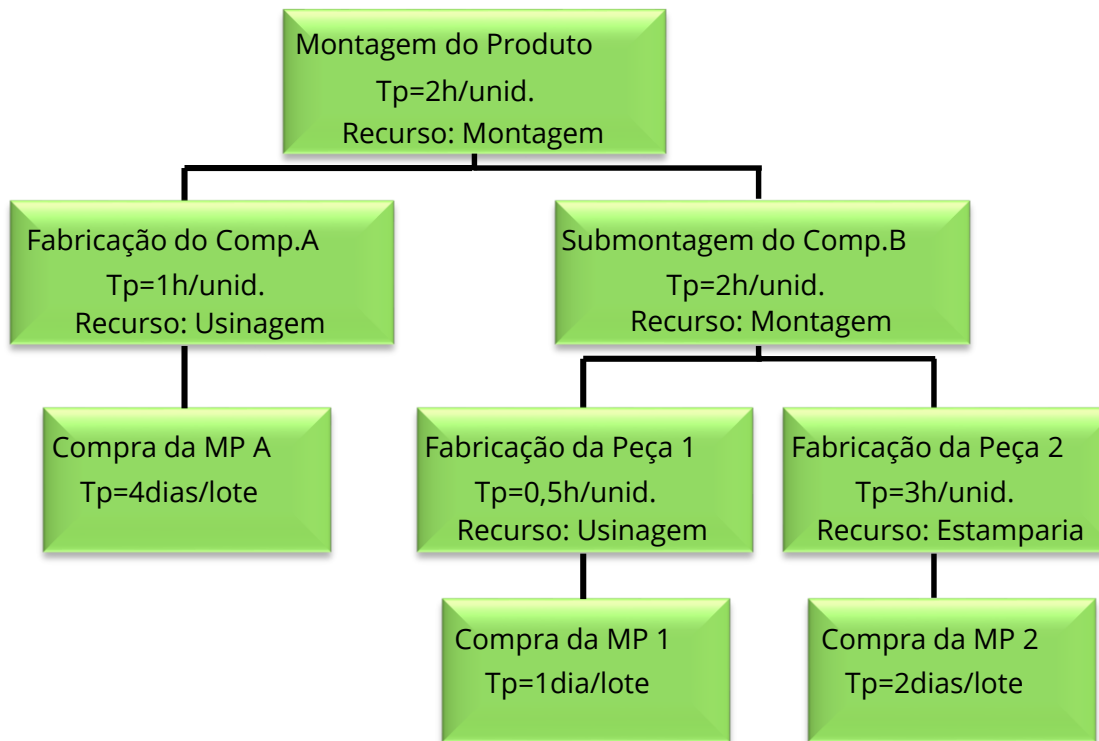 Montagem do Produto
Tp=2h/unid.
Recurso: Montagem
Fabricação do Comp.A
Tp=1h/unid.
Recurso: Usinagem
Submontagem do Comp.B
Tp=2h/unid.
Recurso: Montagem
Compra da MP A
Tp=4dias/lote
Fabricação da Peça 1
Tp=0,5h/unid.
Recurso: Usinagem
Fabricação da Peça 2
Tp=3h/unid.
Recurso: Estamparia
Compra da MP 1
Tp=1dia/lote
Compra da MP 2
Tp=2dias/lote